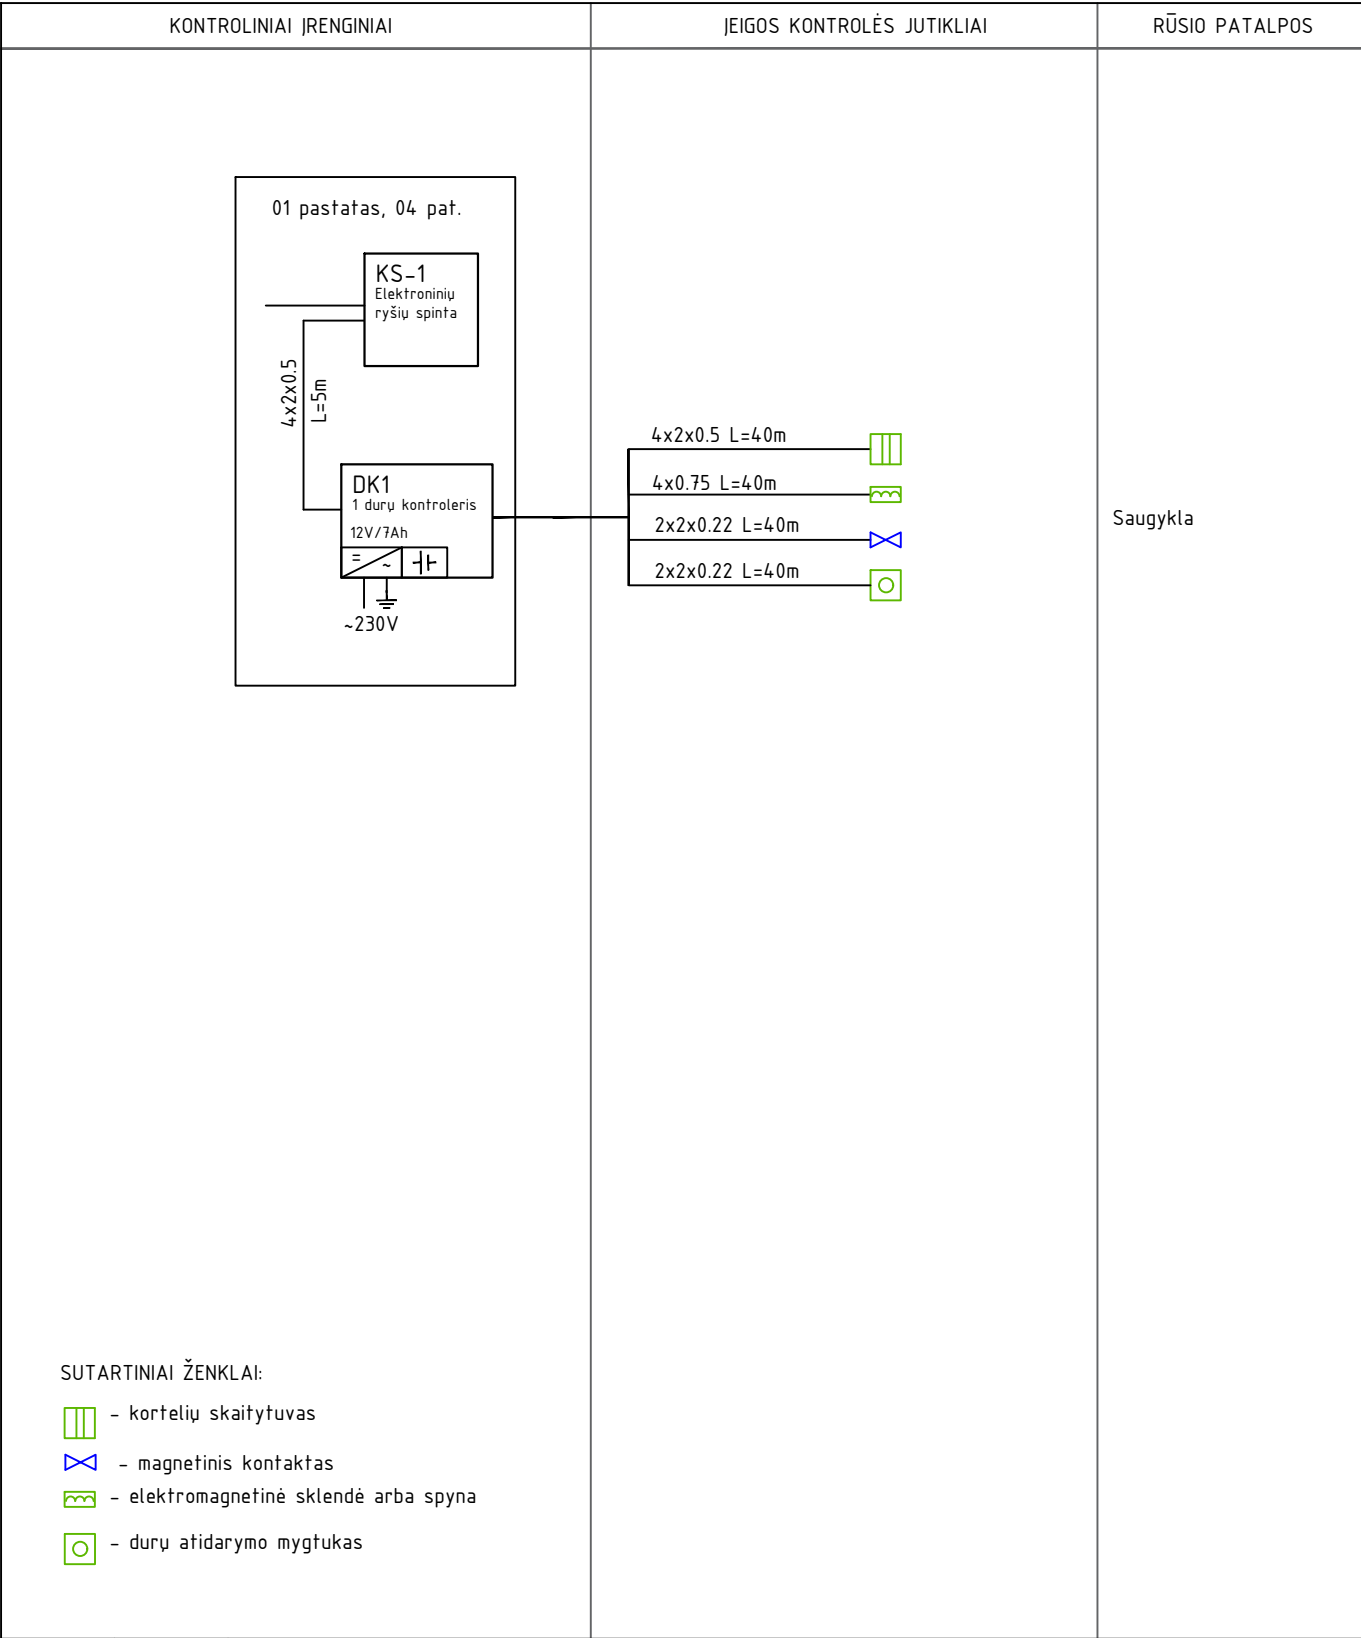 KONTROLINIAI ĮRENGINIAI
ĮEIGOS KONTROLĖS JUTIKLIAI
RŪSIO PATALPOS
01 pastatas, 04 pat.
KS-1
Elektroninių
ryšių spinta
4x2x0.5
L=5m
DK1
1 durų kontroleris
12V/7Ah
=
~
~230V
4x2x0.5 L=40m
4x0.75 L=40m
2x2x0.22 L=40m
2x2x0.22 L=40m
Saugykla
SUTARTINIAI ŽENKLAI:
- kortelių skaitytuvas
- magnetinis kontaktas
- elektromagnetinė sklendė arba spyna
- durų atidarymo mygtukas